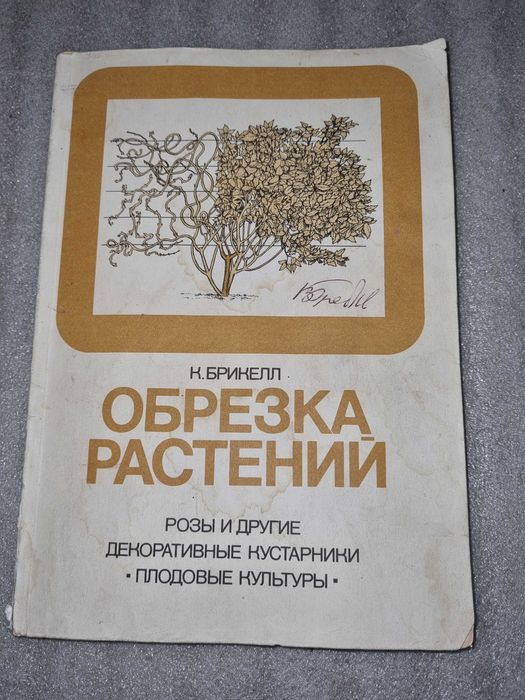 К. БРИКЕЛЛ
ОБРЕЗКА
РАСТЕНИЙ
РОЗЫ И ДРУГИЕ
ДЕКОРАТИВНЫЕ КУСТАРНИКИ
• ПЛОДОВЫЕ КУЛЬТУРЫ •